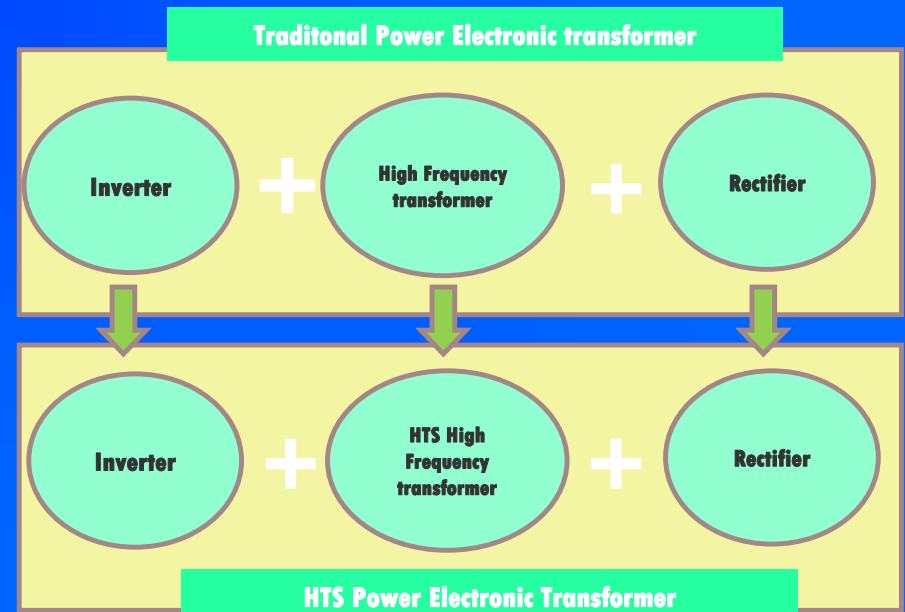 Traditonal Power Electronic transformer
Inverter
High Frequency
transformer
Rectifier
Inverter
HTS High
Frequency
transformer
Rectifier
HTS Power Electronic Transformer